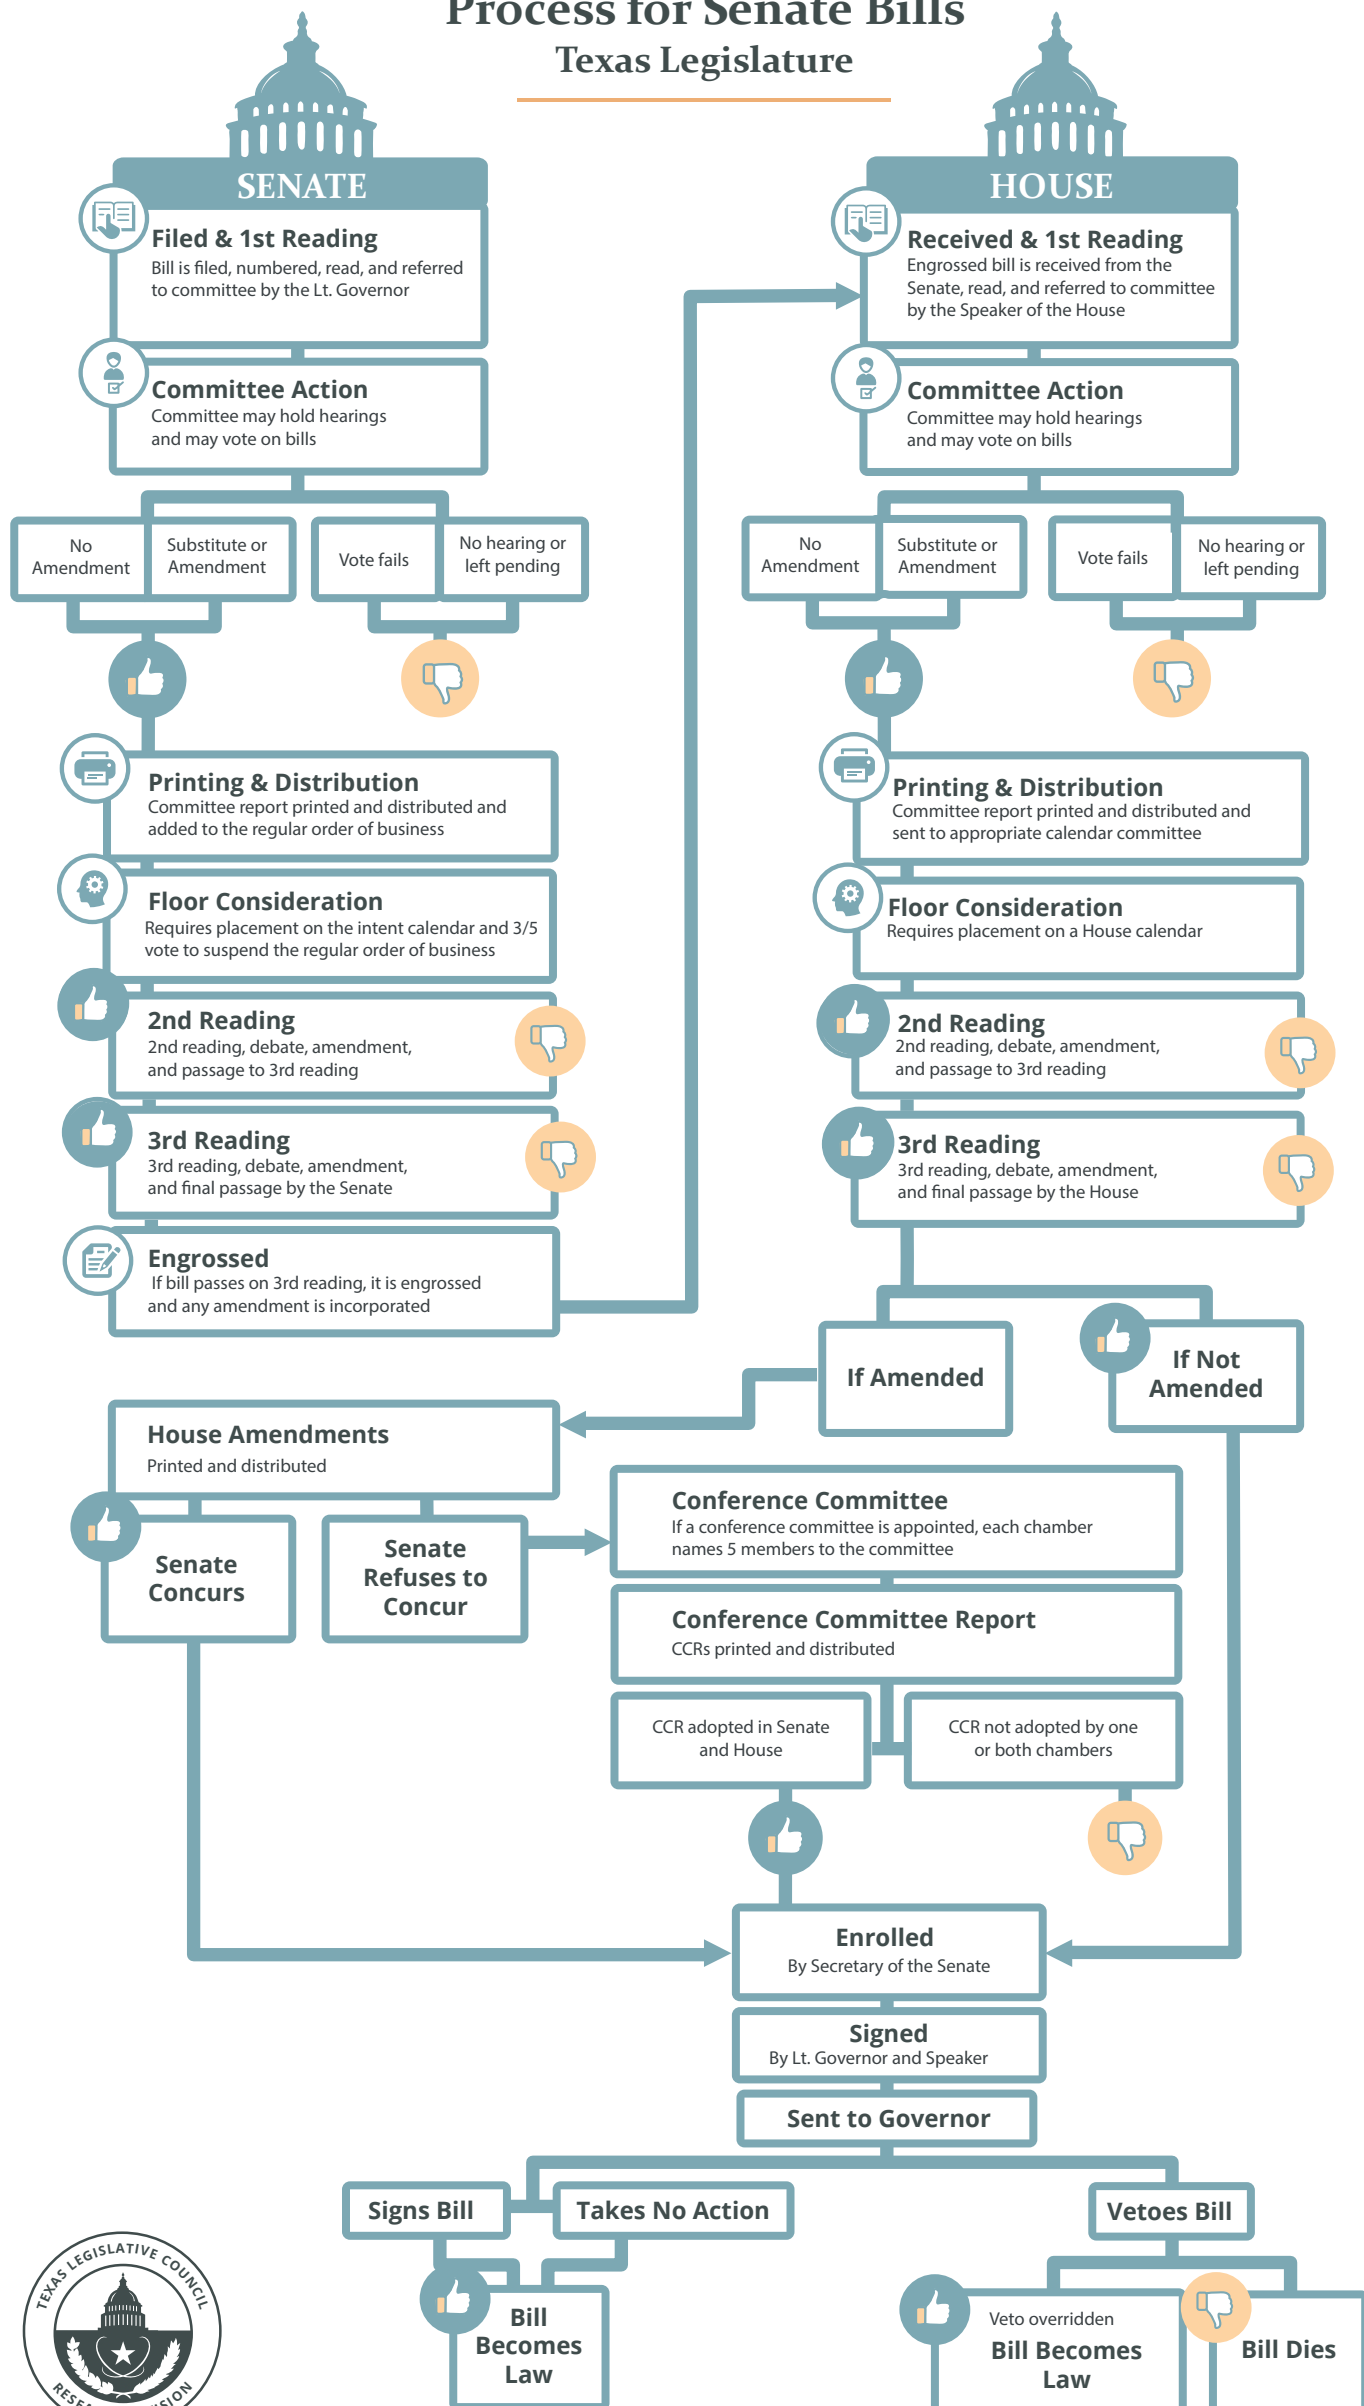 Process for Senate Bills
Texas Legislature
SENATE
Filed & 1st Reading
Bill is filed, numbered, read, and referred
to committee by the Lt. Governor
Committee Action
Committee may hold hearings
and may vote on bills
No
Amendment
Substitute or
Amendment
Vote fails
No hearing or
left pending
Printing & Distribution
Committee report printed and distributed and
added to the regular order of business
Floor Consideration
Requires placement on the intent calendar and 3/5
vote to suspend the regular order of business
2nd Reading
2nd reading, debate, amendment,
and passage to 3rd reading
3rd Reading
3rd reading, debate, amendment,
and final passage by the Senate
Engrossed
If bill passes on 3rd reading, it is engrossed
and any amendment is incorporated
HOUSE
Received & 1st Reading
Engrossed bill is received from the
Senate, read, and referred to committee
by the Speaker of the House
Committee Action
Committee may hold hearings
and may vote on bills
No
Amendment
Substitute or
Amendment
Vote fails
No hearing or
left pending
Printing & Distribution
Committee report printed and distributed and
sent to appropriate calendar committee
Floor Consideration
Requires placement on a House calendar
2nd Reading
2nd reading, debate, amendment,
and passage to 3rd reading
3rd Reading
3rd reading, debate, amendment,
and final passage by the House
If Amended
If Not
Amended
House Amendments
Printed and distributed
Senate
Concurs
Senate
Refuses to
Concur
Conference Committee
If a conference committee is appointed, each chamber
names 5 members to the committee
Conference Committee Report
CCRs printed and distributed
CCR adopted in Senate
and House
CCR not adopted by one
or both chambers
Enrolled
By Secretary of the Senate
Signed
By Lt. Governor and Speaker
Sent to Governor
Signs Bill
Takes No Action
Vetoes Bill
Bill
Becomes
Law
Veto overridden
Bill Becomes
Law
Bill Dies
TEXAS LEGISLATIVE COUNCIL